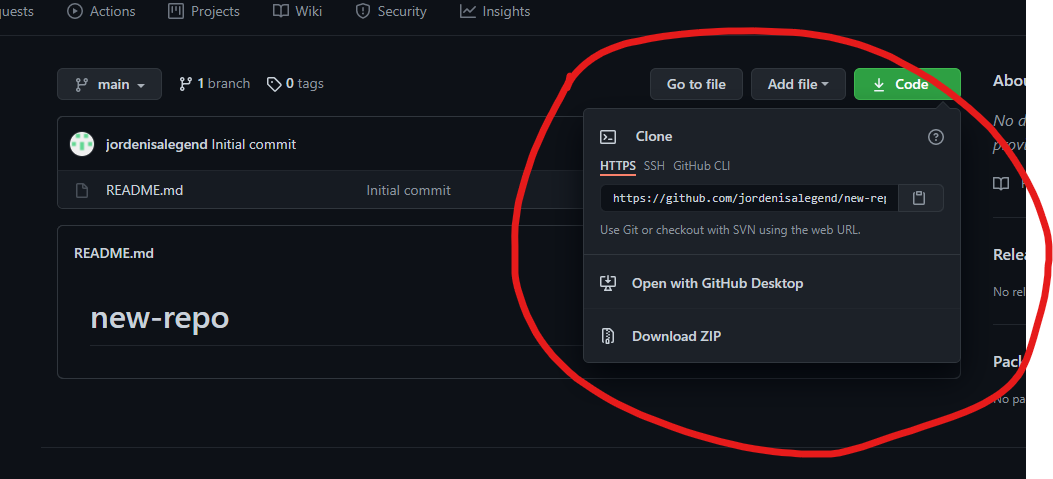 uests Actions Projects Wiki Security Insights
main 1 branch 0 tags Go to file Add file Code
Abou
jordenisalegend Initial commit
No d
provi
README.md Initial commit
Clone
HTTPS SSH GitHub CLI
https://github.com/jordenisalegend/new-rep
Use Git or checkout with SVN using the web URL.
Open with GitHub Desktop
Download ZIP
README.md
new-repo
Relea
No rel
Pack
No pa